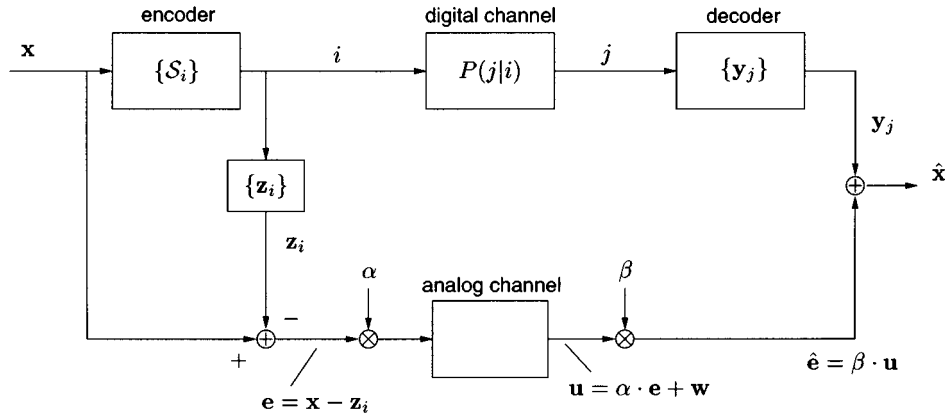 encoder
digital channel
decoder
x
{S_i}
i
P(j|i)
j
{y_j}
y_j
{z_i}
x̂
z_i
α
analog channel
β
−
+
+
×
×
+
e = x − z_i
u = α · e + w
ê = β · u